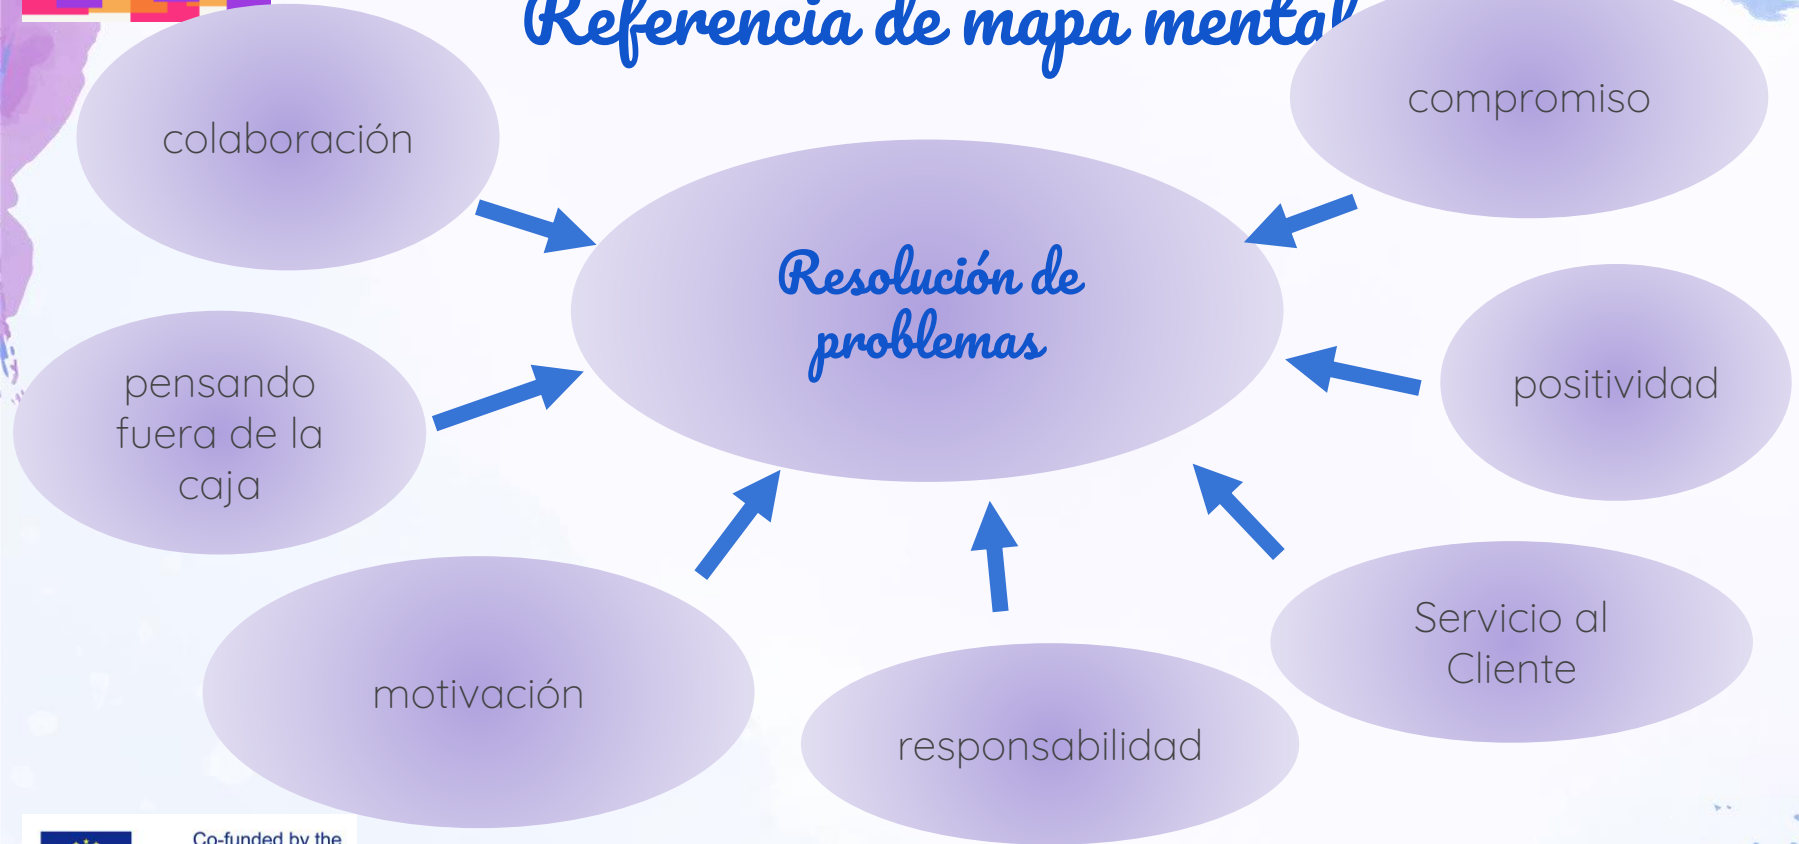 Referencia de mapa mental
colaboración
compromiso
Resolución de
problemas
pensando
fuera de la
caja
positividad
motivación
responsabilidad
Servicio al
Cliente
Co-funded by the